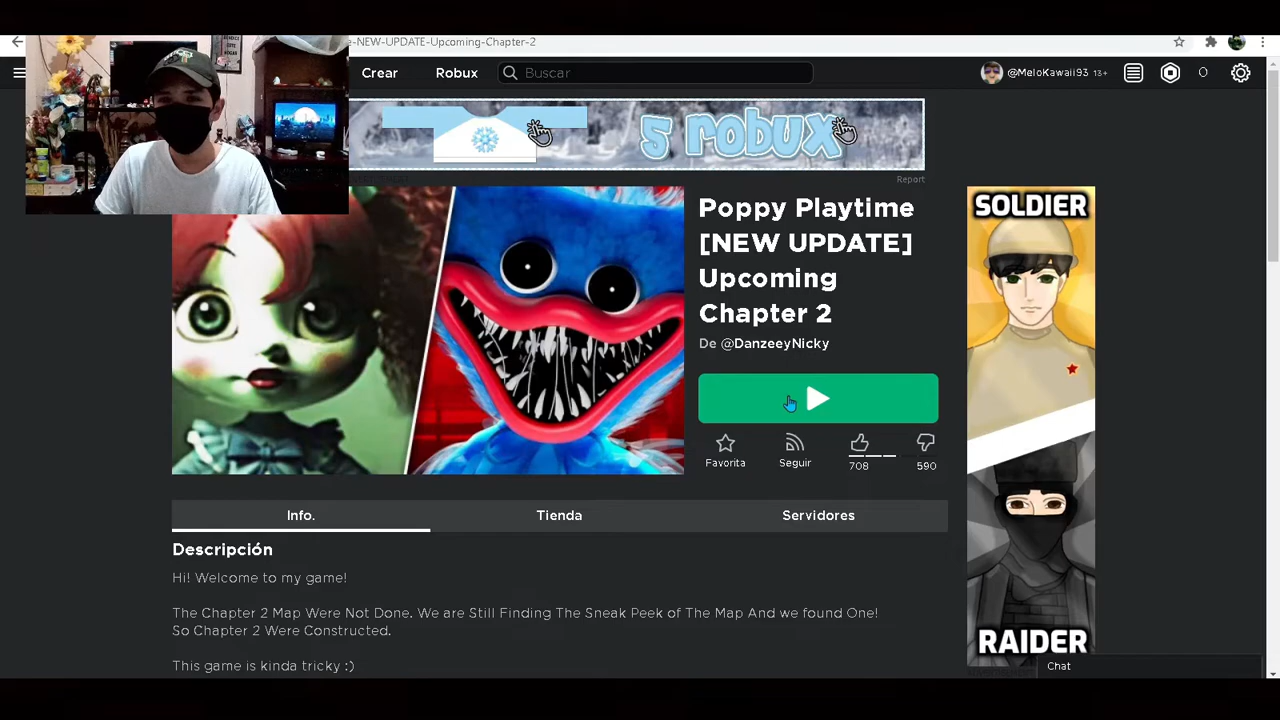 e-NEW-UPDATE-Upcoming-Chapter-2
Crear
Robux
Buscar
@MeloKawaii93 13+
5 robux
Report
Poppy Playtime
[NEW UPDATE]
Upcoming
Chapter 2
De @DanzeeyNicky
Favorita
Seguir
708
590
SOLDIER
RAIDER
Info.
Tienda
Servidores
Descripción
Hi! Welcome to my game!
The Chapter 2 Map Were Not Done. We are Still Finding The Sneak Peek of The Map And we found One!
So Chapter 2 Were Constructed.
This game is kinda tricky :)
Chat